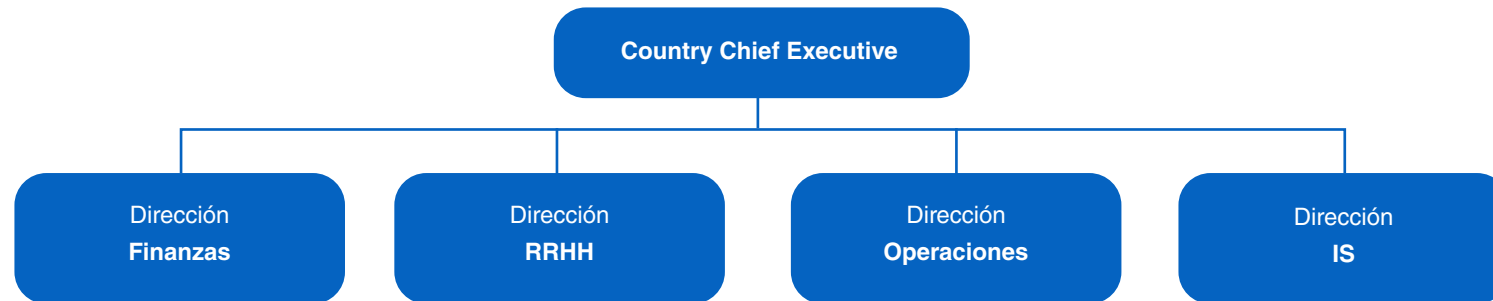 Country Chief Executive
Dirección
Finanzas
Dirección
RRHH
Dirección
Operaciones
Dirección
IS